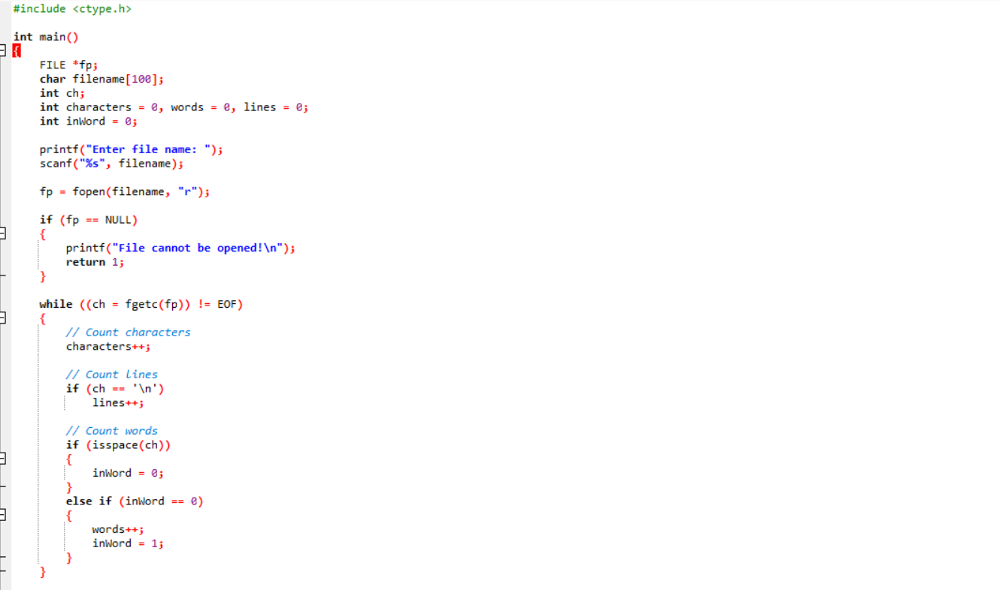 #include <ctype.h>
int main()
{
FILE *fp;
char filename[100];
int ch;
int characters = 0, words = 0, lines = 0;
int inWord = 0;
printf("Enter file name: ");
scanf("%s", filename);
fp = fopen(filename, "r");
if (fp == NULL)
{
printf("File cannot be opened!\n");
return 1;
}
while ((ch = fgetc(fp)) != EOF)
{
// Count characters
characters++;
// Count lines
if (ch == '\n')
lines++;
// Count words
if (isspace(ch))
{
inWord = 0;
}
else if (inWord == 0)
{
words++;
inWord = 1;
}
}